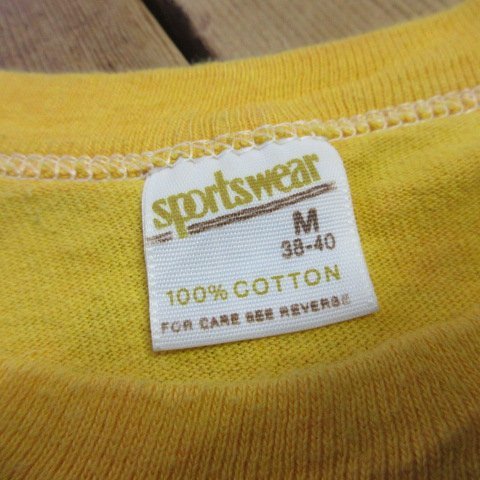 sportswear
M
38-40
100% COTTON
FOR CARE SEE REVERSE